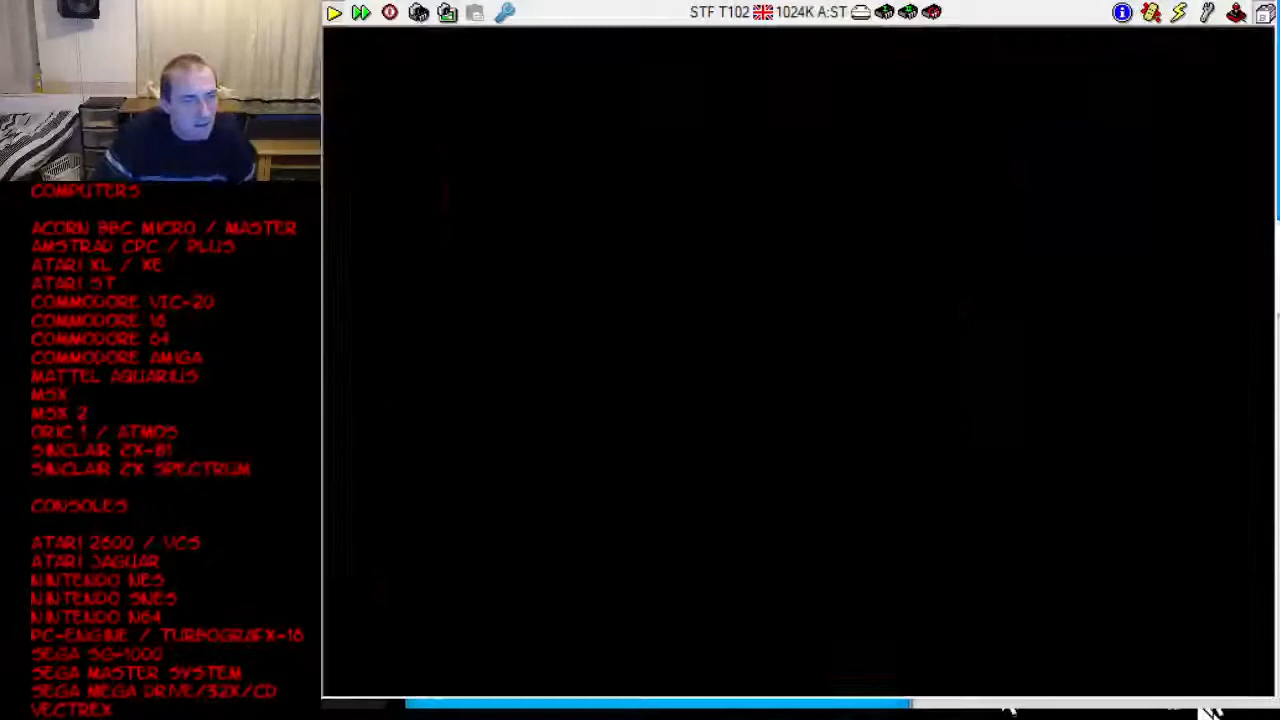 STF T102 1024K A:ST
COMPUTERS
ACORN BBC MICRO / MASTER
AMSTRAD CPC / PLUS
ATARI XL / XE
ATARI ST
COMMODORE VIC-20
COMMODORE 16
COMMODORE 64
COMMODORE AMIGA
MATTEL AQUARIUS
MSX
MSX 2
ORIC 1 / ATMOS
SINCLAIR ZX-81
SINCLAIR ZX SPECTRUM
CONSOLES
ATARI 2600 / VCS
ATARI JAGUAR
NINTENDO NES
NINTENDO SNES
NINTENDO N64
PC-ENGINE / TURBOGRAFX-16
SEGA SG-1000
SEGA MASTER SYSTEM
SEGA MEGA DRIVE/32X/CD
VECTREX